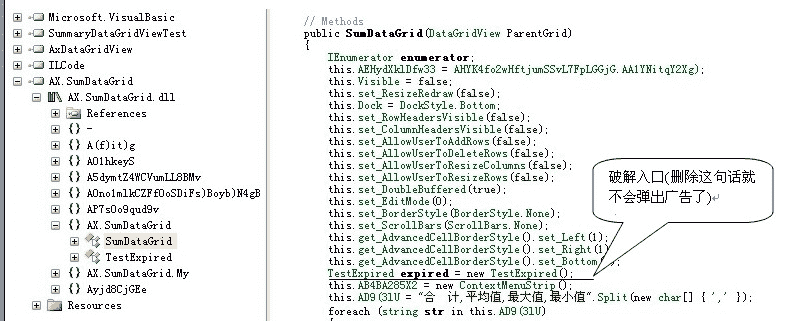 Microsoft.VisualBasic
SummaryDataGridViewTest
AxDataGridView
ILCode
AX.SumDataGrid
AX.SumDataGrid.dll
References
-
A(f)it)g
AO1hkeyS
A5dymtZ4WCVumLL8BMv
AOno1mlkCZFfOoSDiFs)Boyb)N4gB
AP7sOo9qud9v
AX.SumDataGrid
SumDataGrid
TestExpired
AX.SumDataGrid.My
Ayjd8CjGEe
Resources
// Methods
public SumDataGrid(DataGridView ParentGrid)
{
IEnumerator enumerator;
this.AEHydXklDfw33 = AHYK4fo2wHftjumSSvL7FpLGGjG.AA1YNitqY2Xg);
this.Visible = false;
this.set_ResizeRedraw(false);
this.Dock = DockStyle.Bottom;
this.set_RowHeadersVisible(false);
this.set_ColumnHeadersVisible(false);
this.set_AllowUserToAddRows(false);
this.set_AllowUserToDeleteRows(false);
this.set_AllowUserToResizeColumns(false);
this.set_AllowUserToResizeRows(false);
this.set_DoubleBuffered(true);
this.set_EditMode(0);
this.set_BorderStyle(BorderStyle.None);
this.set_ScrollBars(ScrollBars.None);
this.get_AdvancedCellBorderStyle().set_Left(1);
this.get_AdvancedCellBorderStyle().set_Right(1)
this.get_AdvancedCellBorderStyle().set_Bottom
TestExpired expired = new TestExpired();
this.AB4BA285X2 = new ContextMenuStrip();
this.AD9(3lU = "合　计,平均值,最大值,最小值".Split(new char[] { ',' });
foreach (string str in this.AD9(3lU)
{
破解入口(删除这句话就
不会弹出广告了)